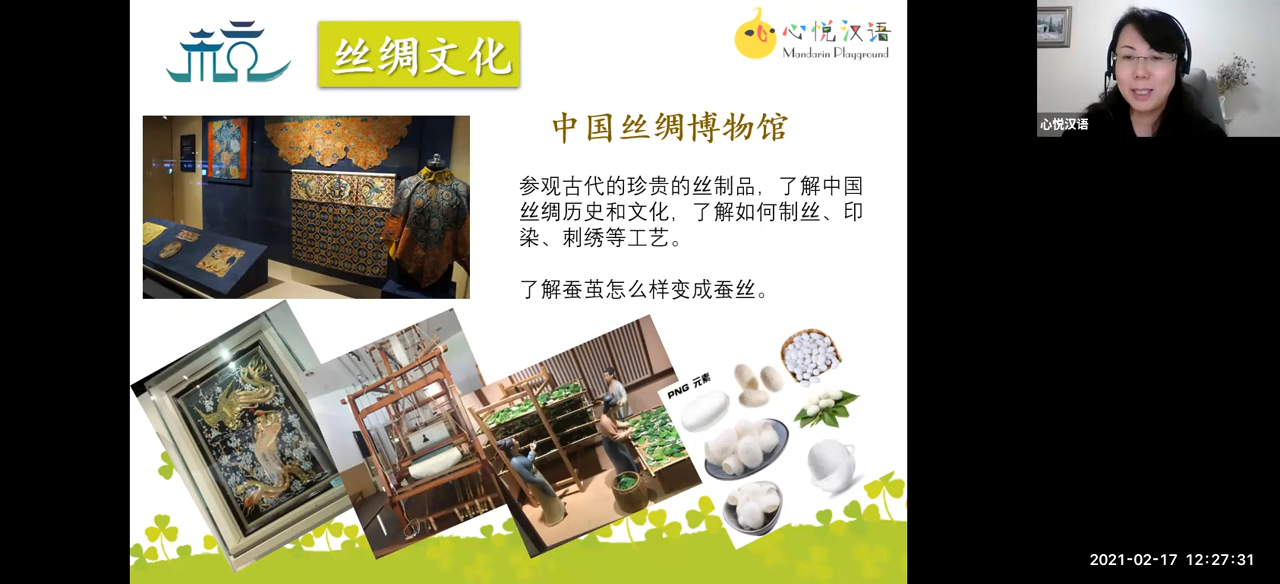 杭
丝绸文化
心悦汉语
Mandarin Playground
心悦汉语
中国丝绸博物馆
参观古代的珍贵的丝制品，了解中国
丝绸历史和文化，了解如何制丝、印
染、刺绣等工艺。
了解蚕茧怎么样变成蚕丝。
PNG 元素
2021-02-17 12:27:31